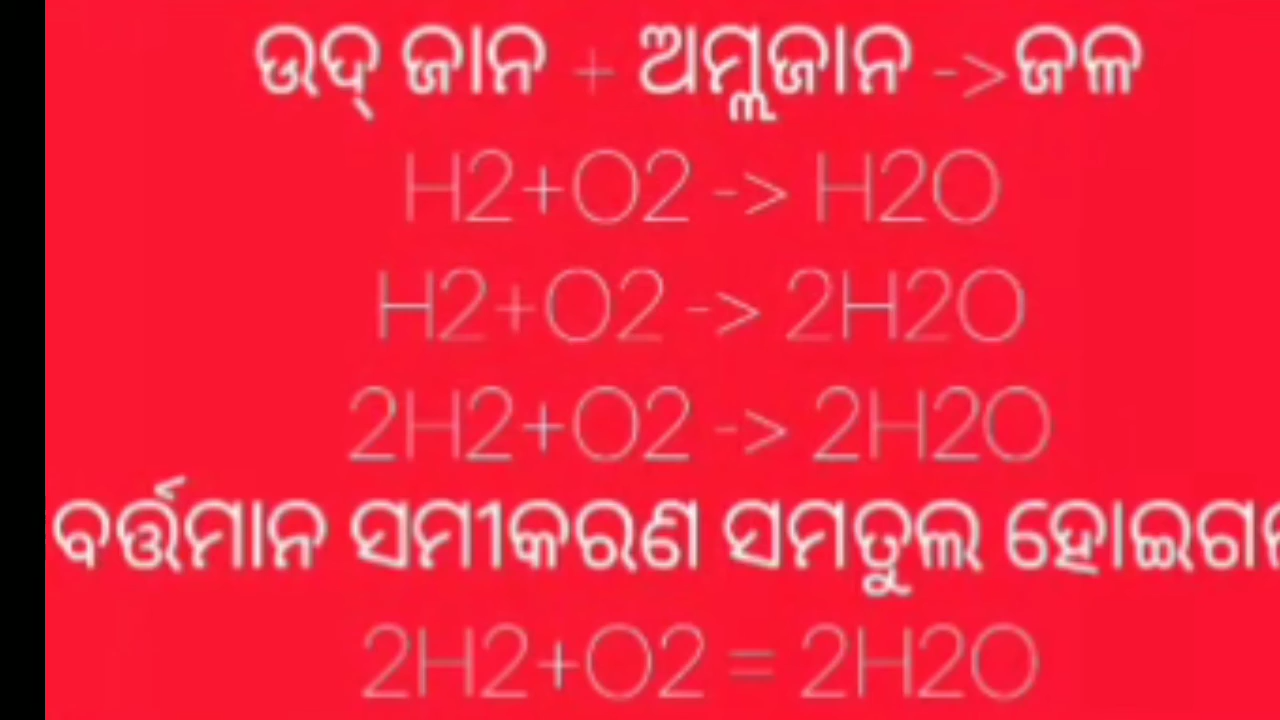 ଉଦ୍ ଜାନ + ଅମ୍ଳଜାନ ->ଜଳ
H2+O2 -> H2O
H2+O2 -> 2H2O
2H2+O2 -> 2H2O
ବର୍ତ୍ତମାନ ସମୀକରଣ ସମତୁଲ
2H2+O2 = 2H2O